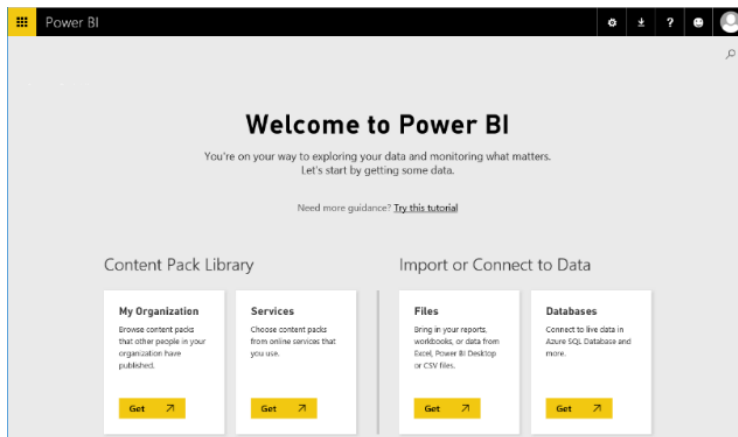 Power BI
?
Welcome to Power BI
You're on your way to exploring your data and monitoring what matters.
Let's start by getting some data.
Need more guidance? Try this tutorial
Content Pack Library
Import or Connect to Data
My Organization
Browse content packs
that other people in your
organization have
published.
Get
Services
Choose content packs
from online services that
you use.
Get
Files
Bring in your reports,
workbooks, or data from
Excel, Power BI Desktop
or CSV files.
Get
Databases
Connect to live data in
Azure SQL Database and
more.
Get